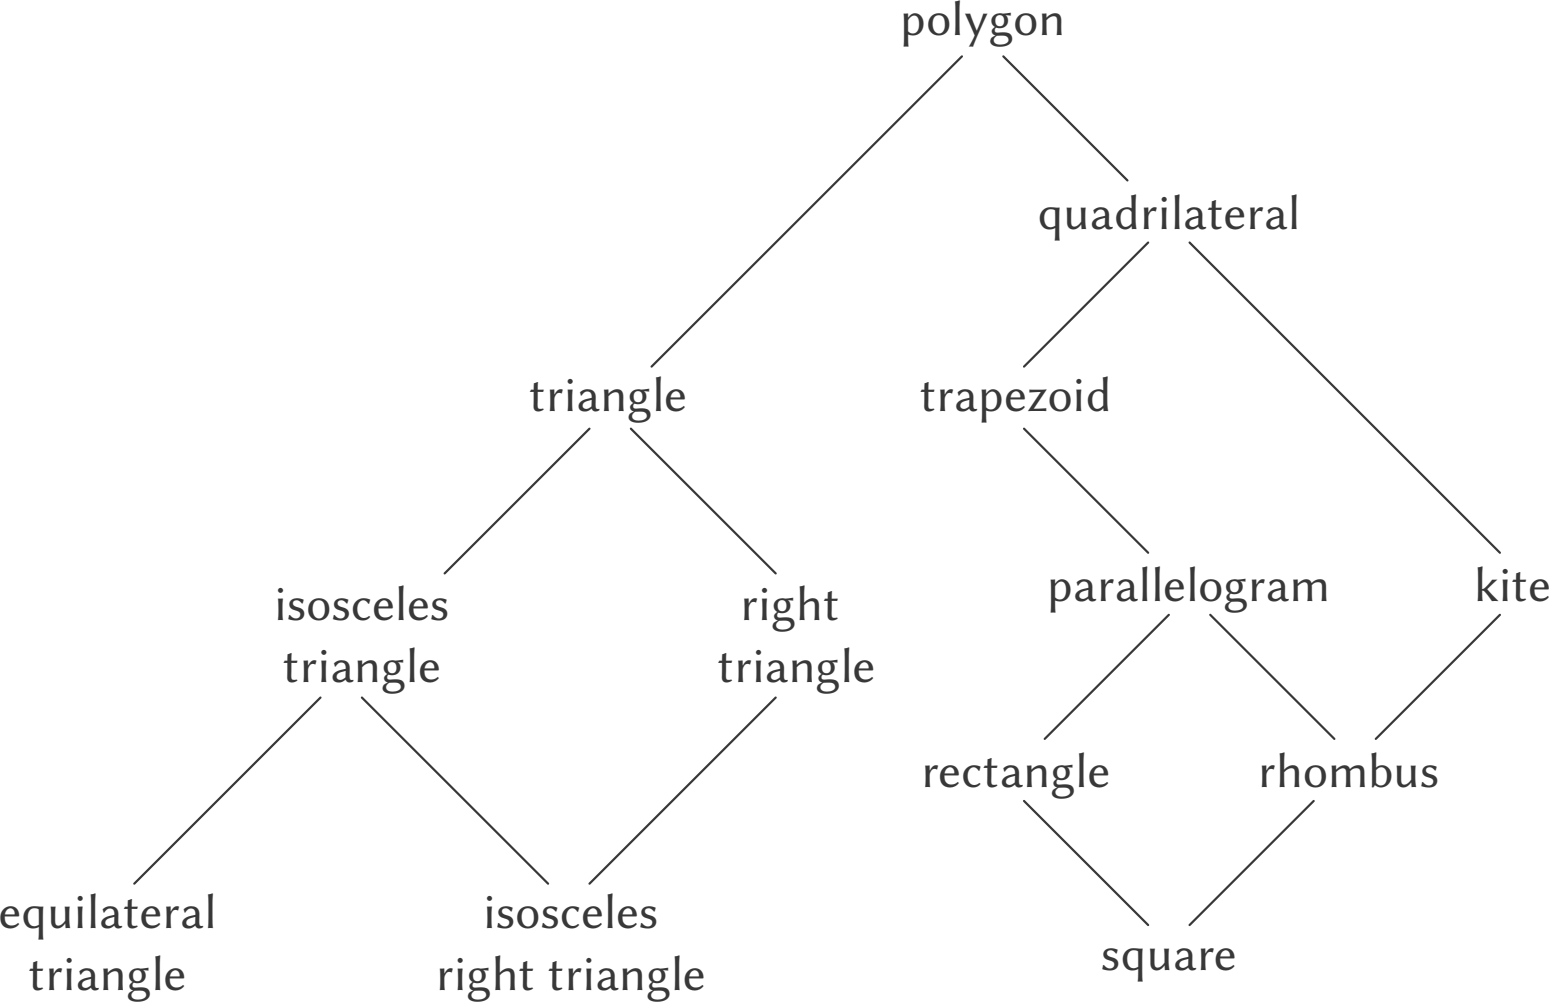 polygon
quadrilateral
triangle
trapezoid
isosceles
triangle
right
triangle
parallelogram
kite
rectangle
rhombus
equilateral
triangle
isosceles
right triangle
square